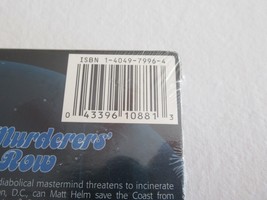 ISBN 1-4049-7996-4
0 43396 10881 3
Murderers'
Row
diabolical mastermind threatens to incinerate
n, D.C., can Matt Helm save the Coast from